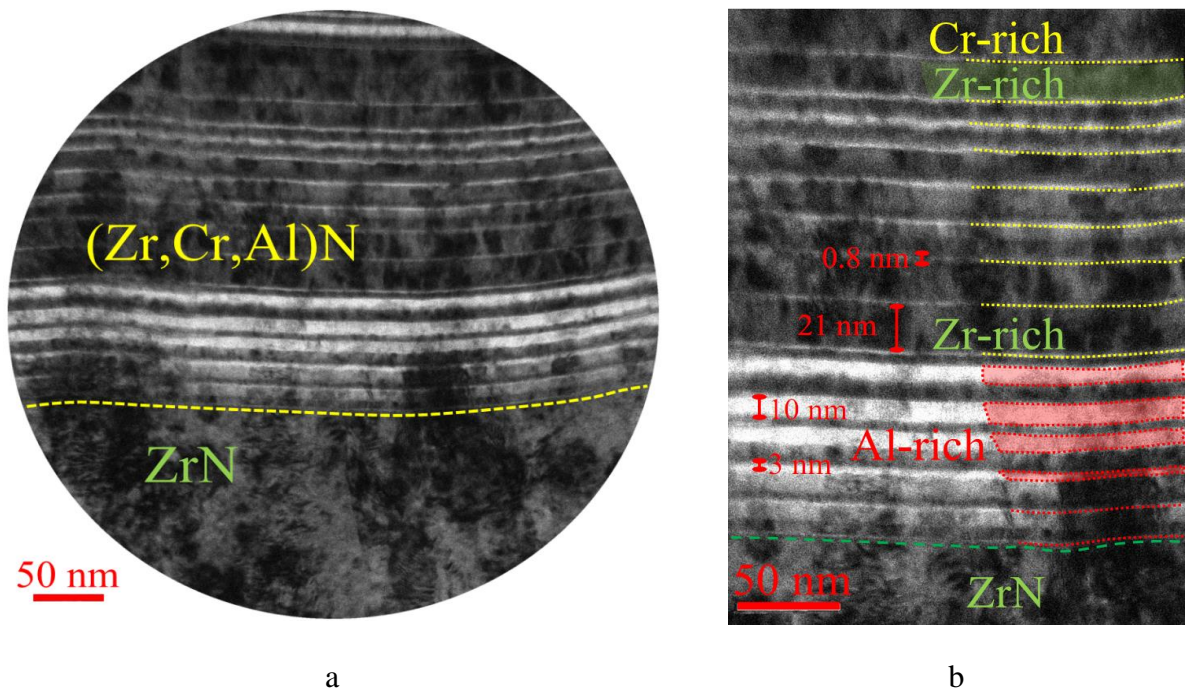 (Zr,Cr,Al)N
ZrN
50 nm
a
Cr-rich
Zr-rich
0.8 nm
21 nm
Zr-rich
10 nm
Al-rich
3 nm
50 nm
ZrN
b